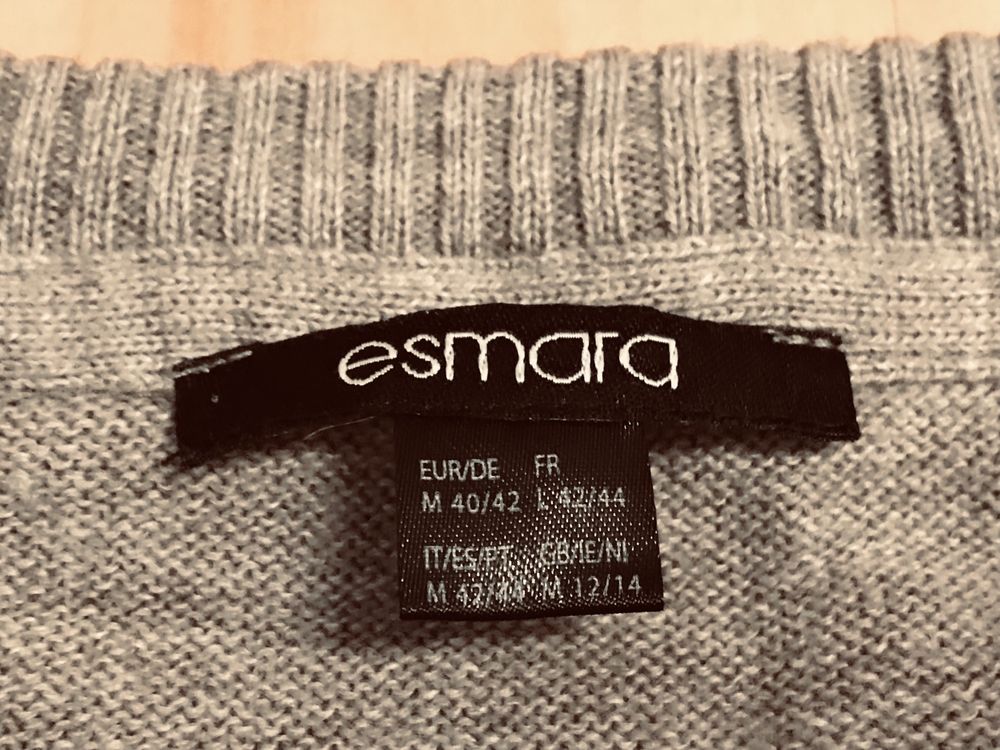 esmara
EUR/DE FR
M 40/42 L 42/44
IT/ES/PT GB/IE/NI
M 42/44 M 12/14